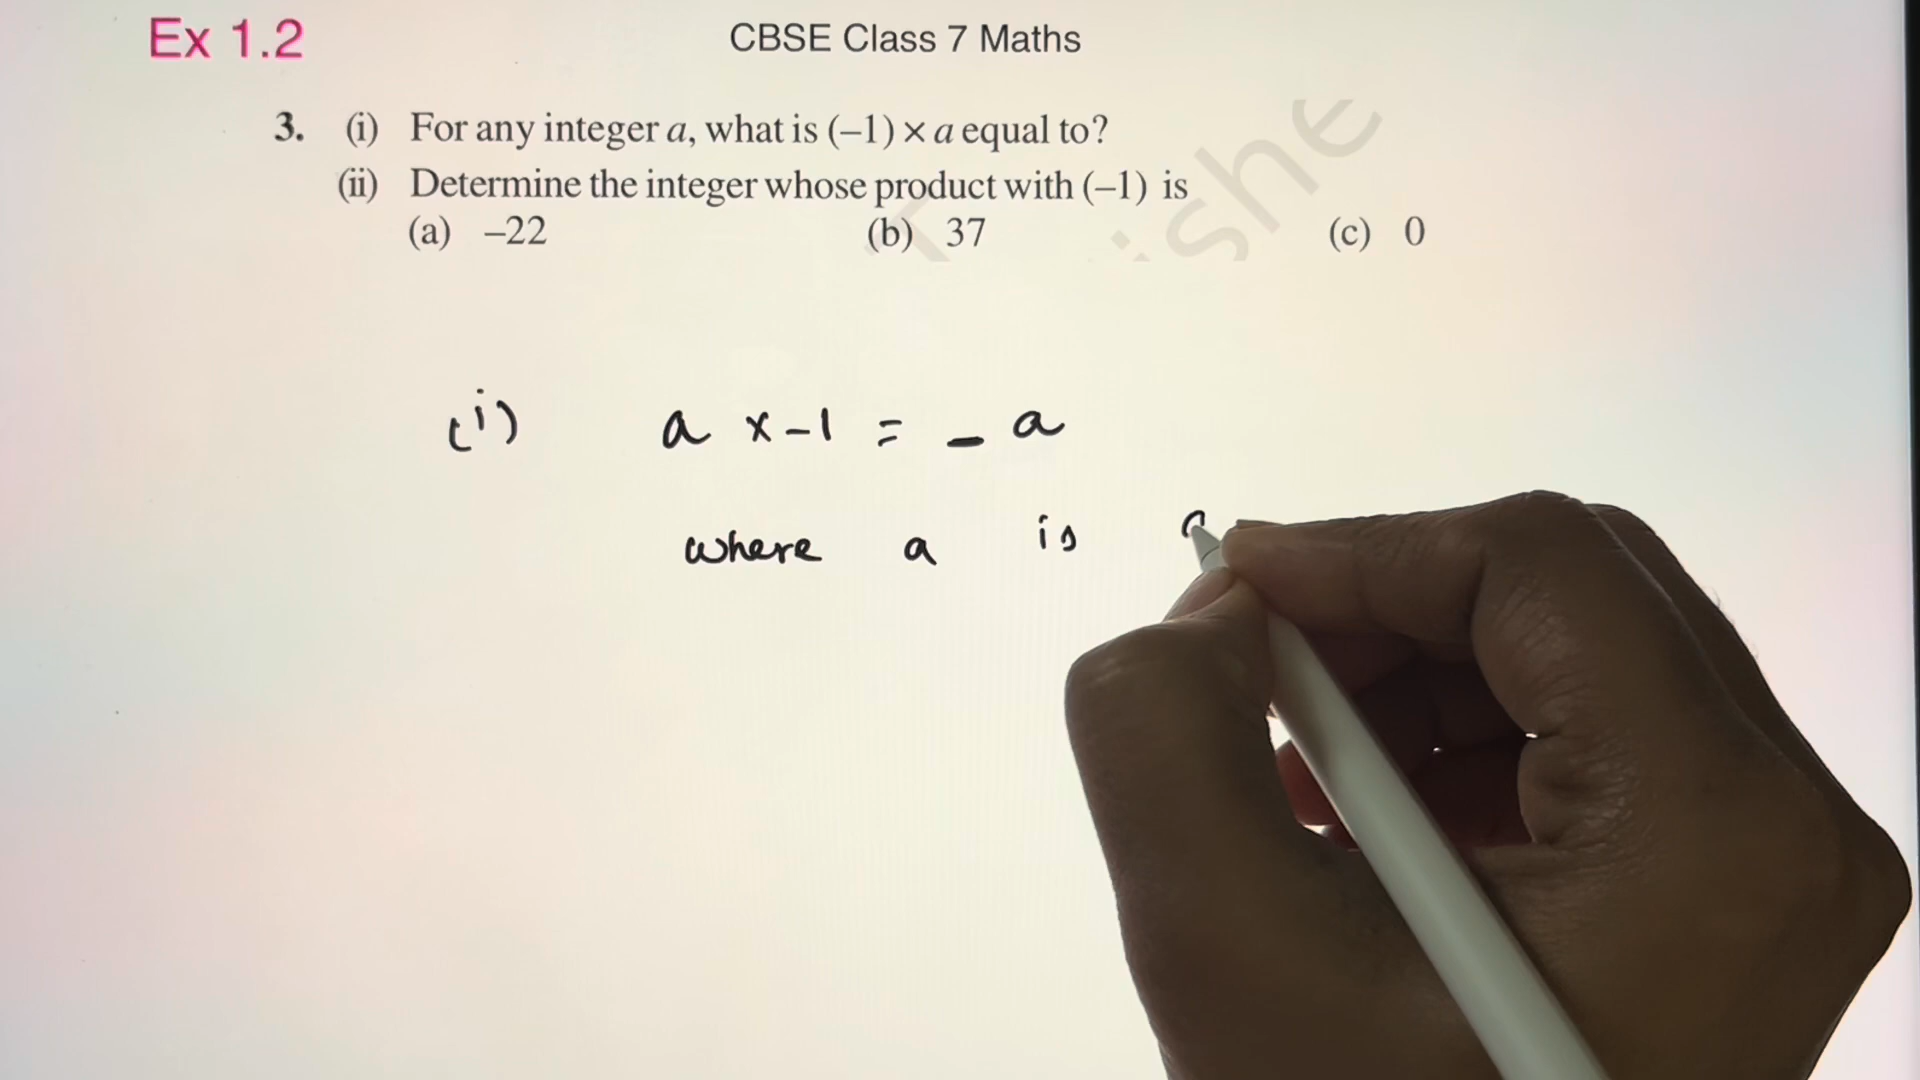 Ex 1.2
CBSE Class 7 Maths
3. (i) For any integer a, what is (–1) × a equal to?
(ii) Determine the integer whose product with (–1) is
(a) –22 (b) 37 (c) 0
(i) a x -1 = - a
where a is